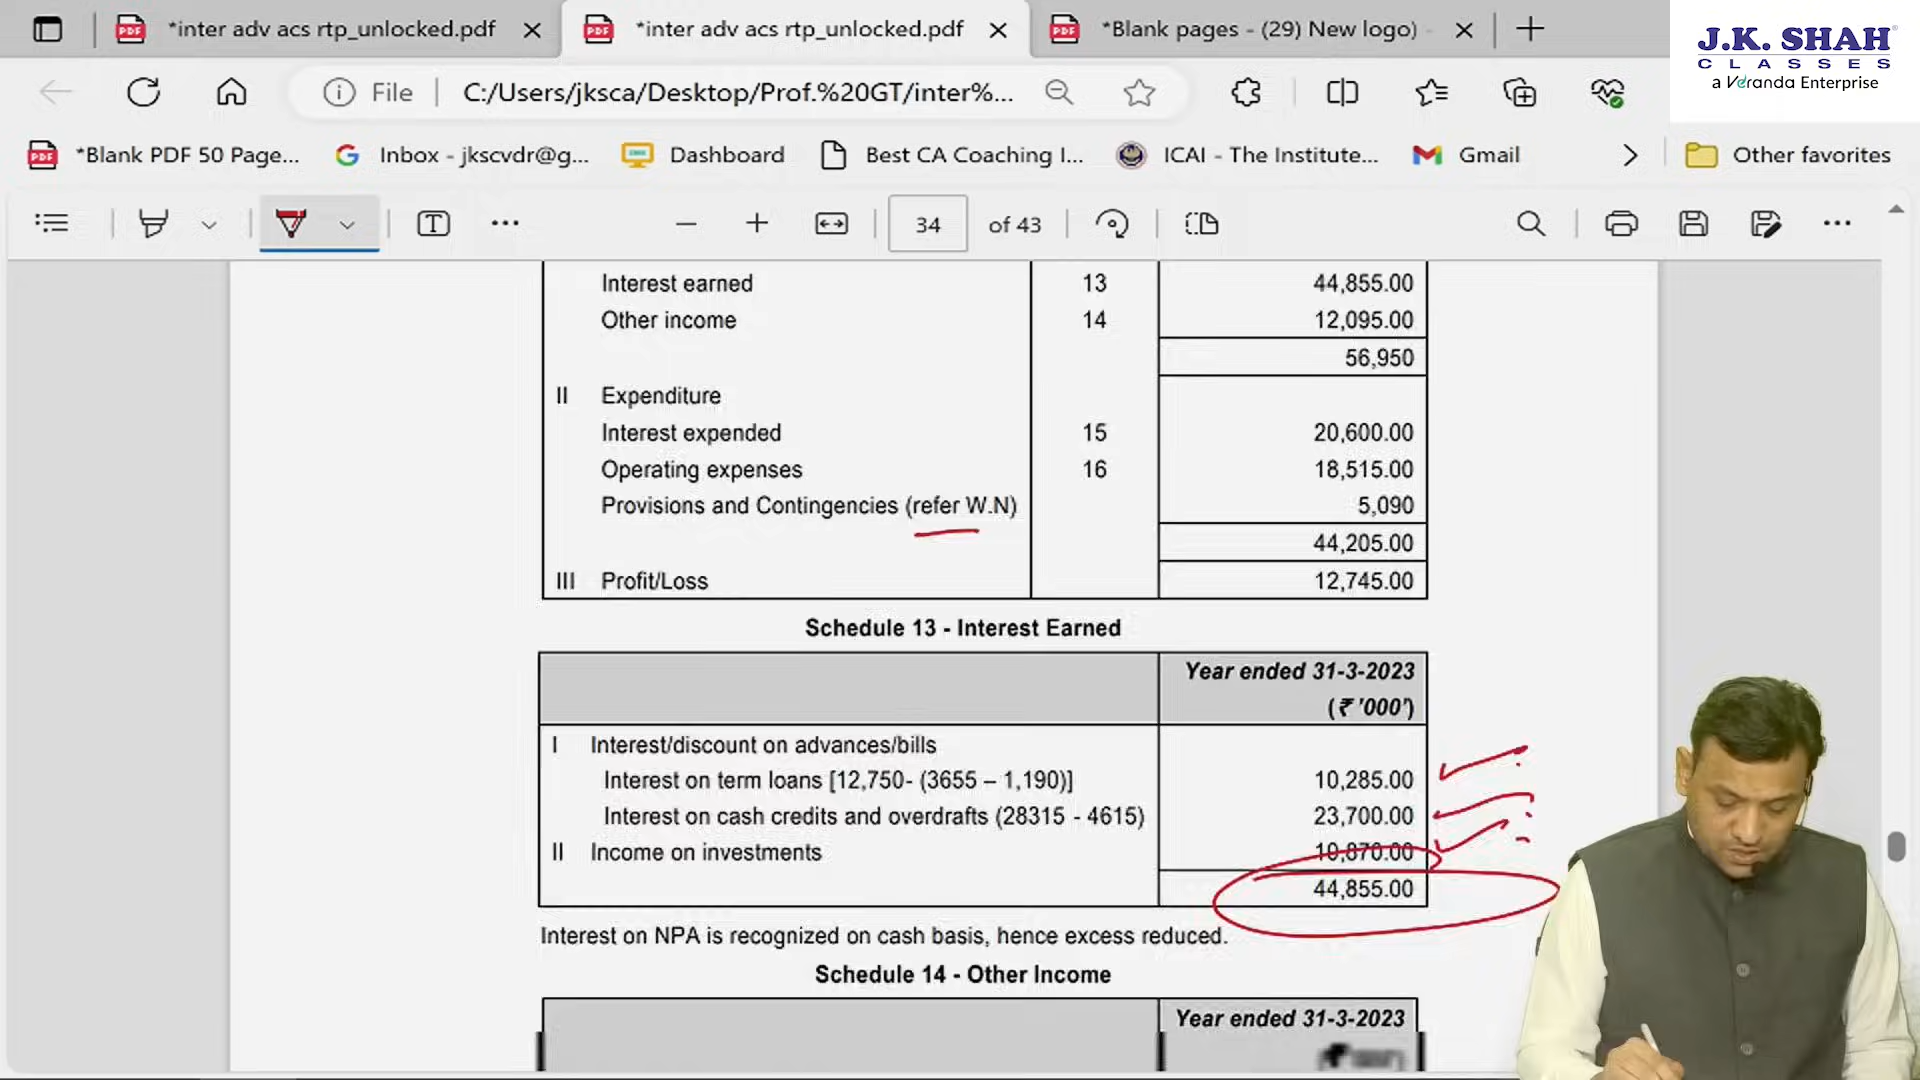 *inter adv acs rtp_unlocked.pdf
*inter adv acs rtp_unlocked.pdf
*Blank pages - (29) New logo) -
J.K. SHAH
CLASSES
a Veranda Enterprise
File
C:/Users/jksca/Desktop/Prof.%20GT/inter%...
*Blank PDF 50 Page...
Inbox - jkscvdr@g...
Dashboard
Best CA Coaching I...
ICAI - The Institute...
Gmail
Other favorites
34 of 43
Interest earned 13 44,855.00
Other income 14 12,095.00
56,950
II Expenditure
Interest expended 15 20,600.00
Operating expenses 16 18,515.00
Provisions and Contingencies (refer W.N) 5,090
44,205.00
III Profit/Loss 12,745.00
Schedule 13 - Interest Earned
Year ended 31-3-2023
(₹ '000')
I Interest/discount on advances/bills
Interest on term loans [12,750- (3655 – 1,190)] 10,285.00
Interest on cash credits and overdrafts (28315 - 4615) 23,700.00
II Income on investments 10,870.00
44,855.00
Interest on NPA is recognized on cash basis, hence excess reduced.
Schedule 14 - Other Income
Year ended 31-3-2023